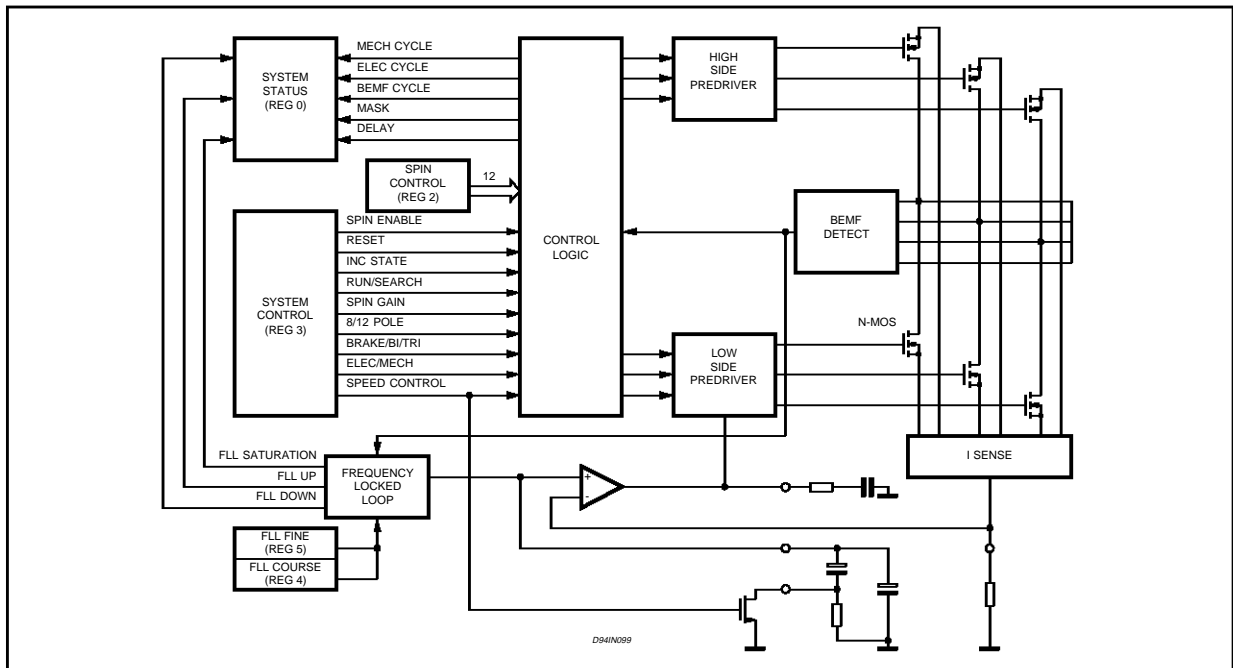 MECH CYCLE
ELEC CYCLE
BEMF CYCLE
MASK
DELAY
SYSTEM
STATUS
(REG 0)
SPIN
CONTROL
(REG 2)
12
SPIN ENABLE
RESET
INC STATE
RUN/SEARCH
SPIN GAIN
8/12 POLE
BRAKE/BI/TRI
ELEC/MECH
SPEED CONTROL
SYSTEM
CONTROL
(REG 3)
CONTROL
LOGIC
HIGH
SIDE
PREDRIVER
BEMF
DETECT
N-MOS
LOW
SIDE
PREDRIVER
I SENSE
FLL SATURATION
FLL UP
FLL DOWN
FREQUENCY
LOCKED
LOOP
+
-
FLL FINE
(REG 5)
FLL COURSE
(REG 4)
D94IN099